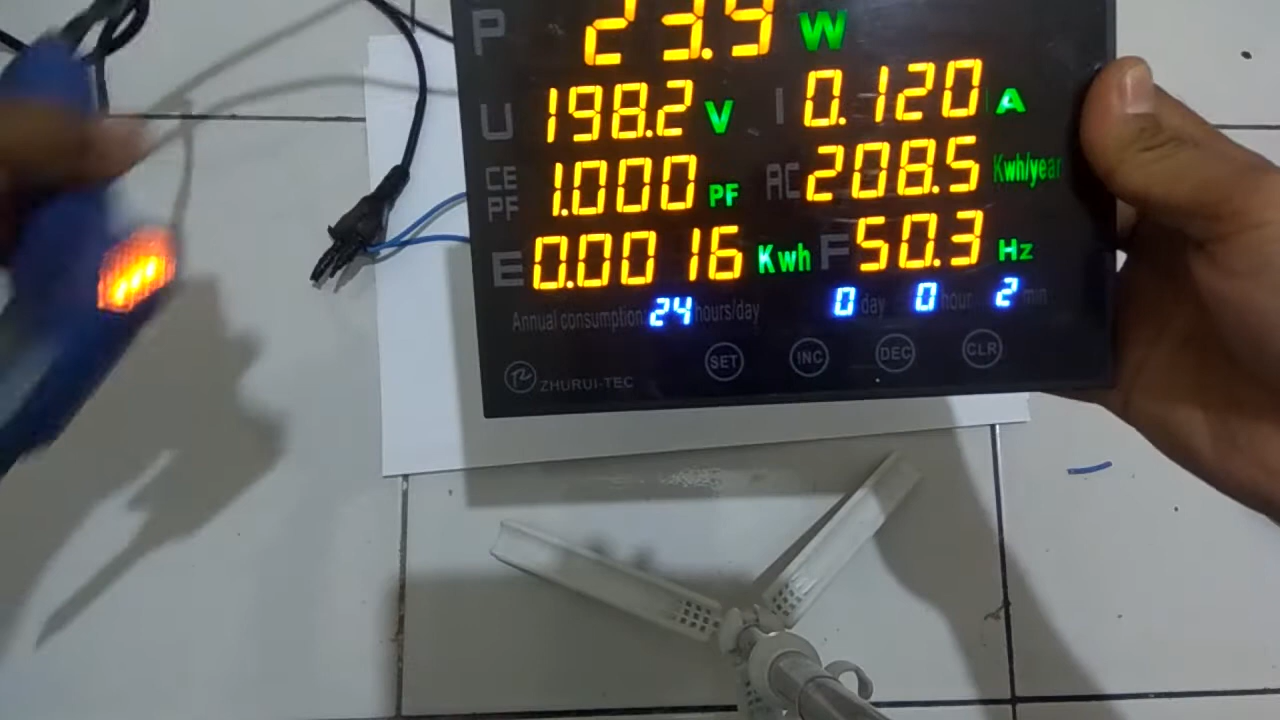 P 23.9 W
U 198.2 V I 0.120 A
CE PF 1.000 PF AC 208.5 Kwh/year
E 0.0016 Kwh F 50.3 Hz
Annual consumption 24 hours/day 0 day 0 hour 2 min
SET INC DEC CLR
ZHURUI-TEC